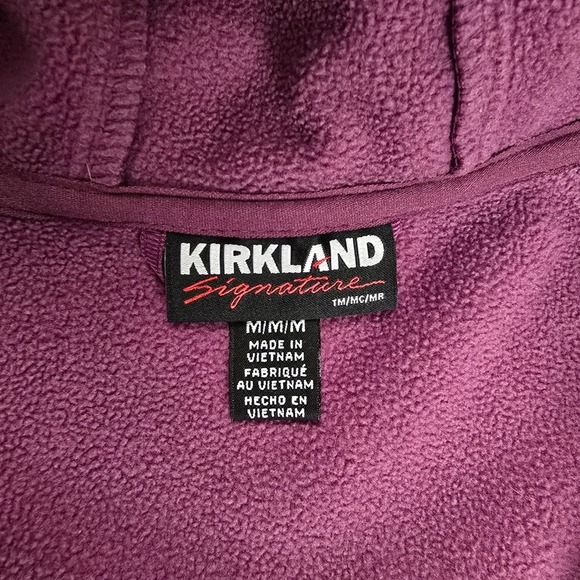 KIRKLAND
Signature
TM/MC/MR
M/M/M
MADE IN
VIETNAM
FABRIQUÉ
AU VIETNAM
HECHO EN
VIETNAM